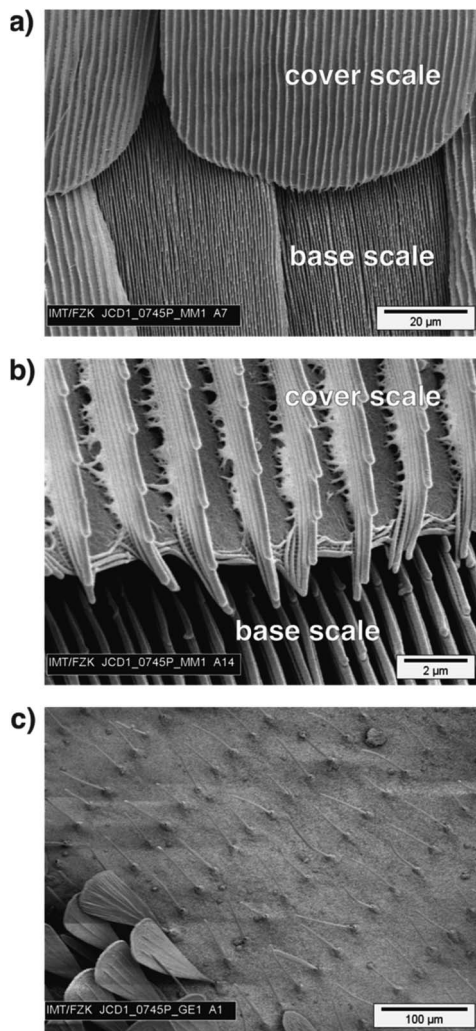 a)
cover scale
base scale
IMT/FZK JCD1_0745P_MM1 A7
20 µm
b)
cover scale
base scale
IMT/FZK JCD1_0745P_MM1 A14
2 µm
c)
IMT/FZK JCD1_0745P_GE1 A1
100 µm